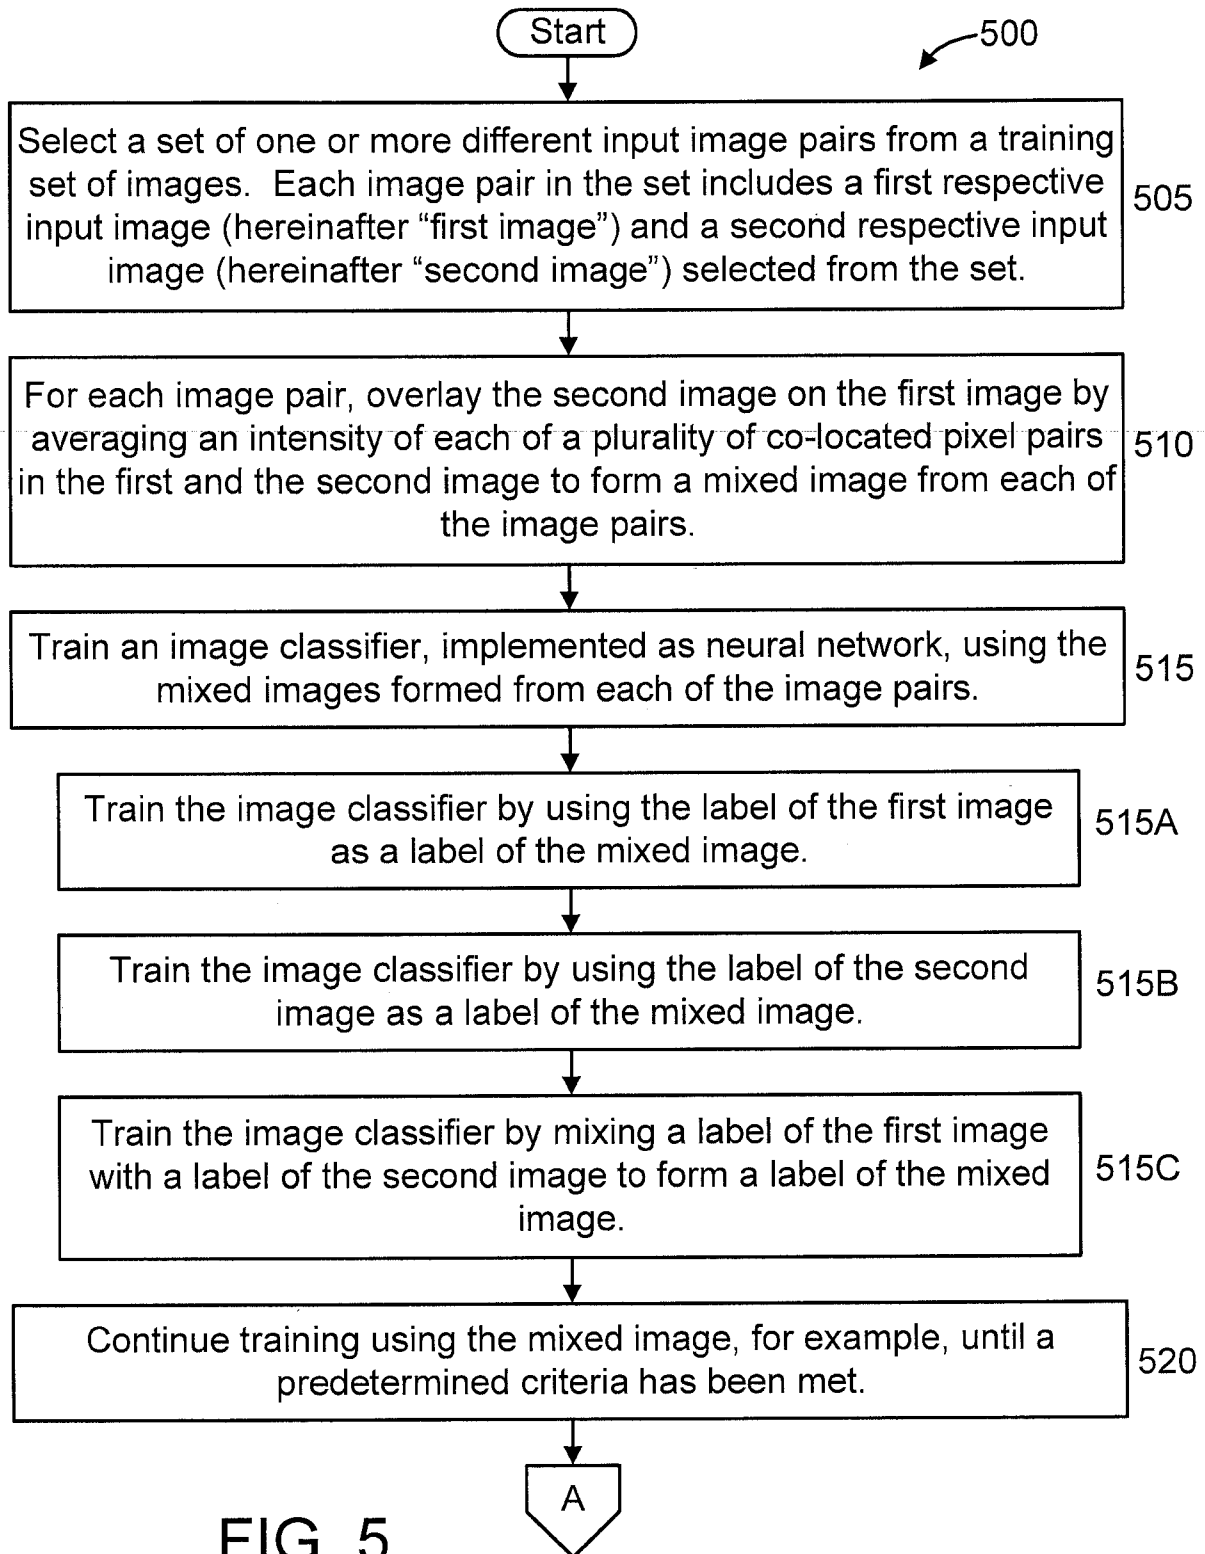 Start
500
Select a set of one or more different input image pairs from a training
set of images. Each image pair in the set includes a first respective
input image (hereinafter “first image”) and a second respective input
image (hereinafter “second image”) selected from the set.
505
For each image pair, overlay the second image on the first image by
averaging an intensity of each of a plurality of co-located pixel pairs
in the first and the second image to form a mixed image from each of
the image pairs.
510
Train an image classifier, implemented as neural network, using the
mixed images formed from each of the image pairs.
515
Train the image classifier by using the label of the first image
as a label of the mixed image.
515A
Train the image classifier by using the label of the second
image as a label of the mixed image.
515B
Train the image classifier by mixing a label of the first image
with a label of the second image to form a label of the mixed
image.
515C
Continue training using the mixed image, for example, until a
predetermined criteria has been met.
520
A
FIG. 5